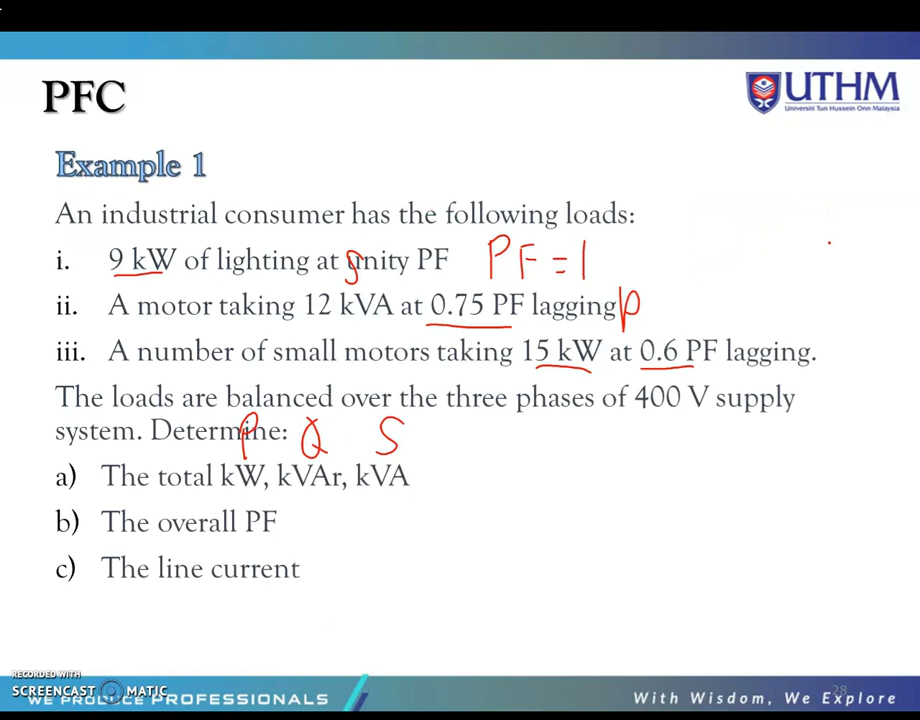 PFC
UTHM
Universiti Tun Hussein Onn Malaysia
Example 1
An industrial consumer has the following loads:
i. 9 kW of lighting at unity PF PF = 1
S
ii. A motor taking 12 kVA at 0.75 PF lagging P
iii. A number of small motors taking 15 kW at 0.6 PF lagging.
The loads are balanced over the three phases of 400 V supply
system. Determine:
P Q S
a) The total kW, kVAr, kVA
b) The overall PF
c) The line current
RECORDED WITH
SCREENCAST MATIC
WE PRODUCE PROFESSIONALS
With Wisdom, We Explore
28